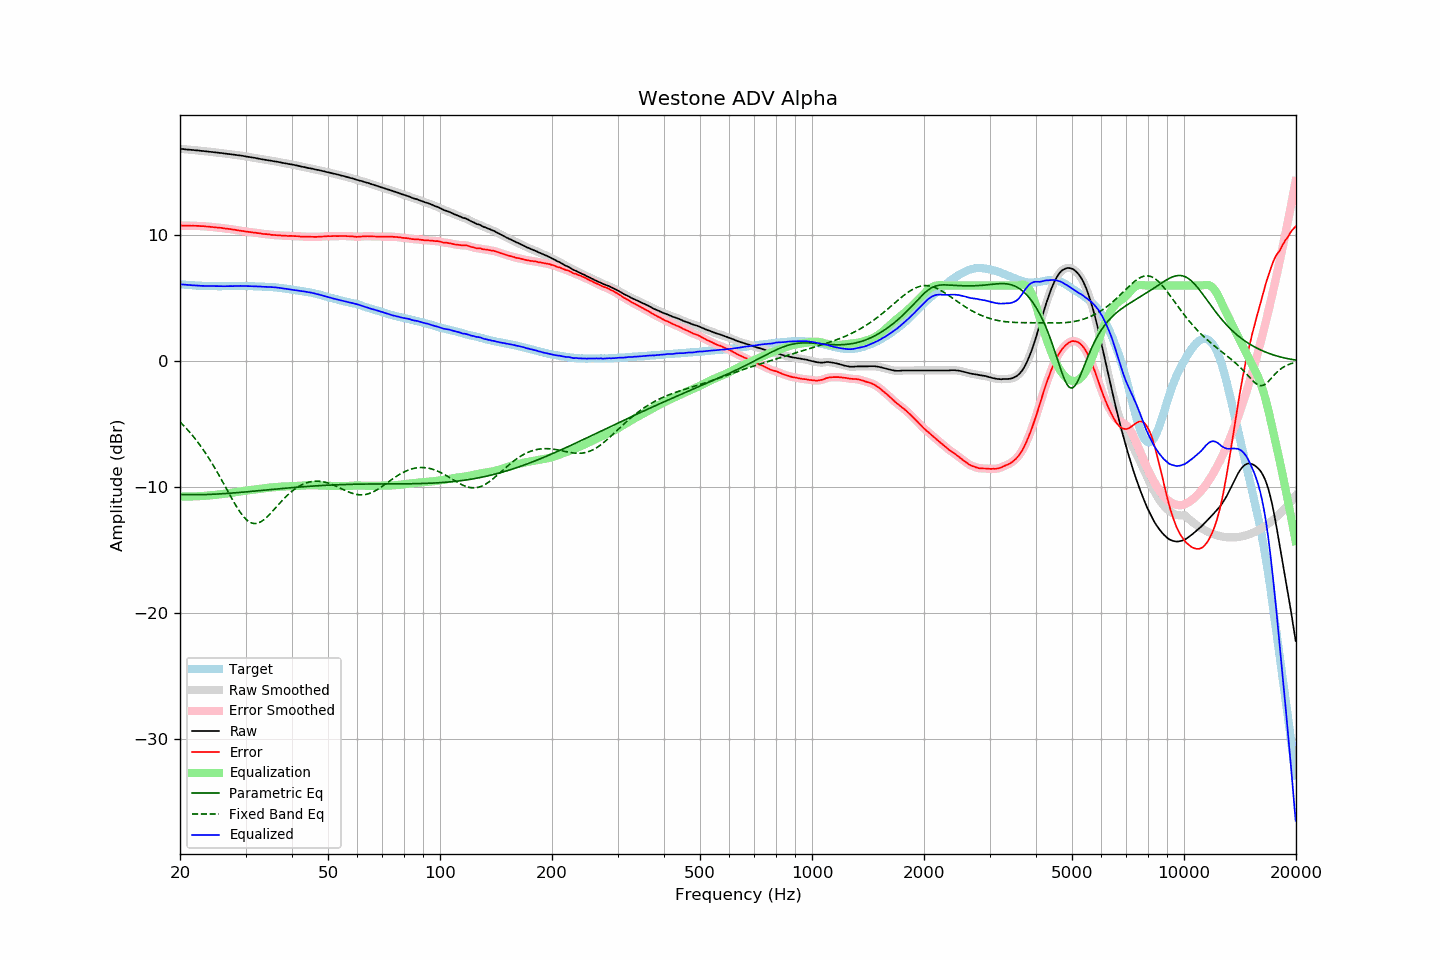 Westone ADV Alpha
Amplitude (dBr)
10
0
−10
−20
−30
Target
Raw Smoothed
Error Smoothed
Raw
Error
Equalization
Parametric Eq
Fixed Band Eq
Equalized
20 50 100 200 500 1000 2000 5000 10000 20000
Frequency (Hz)